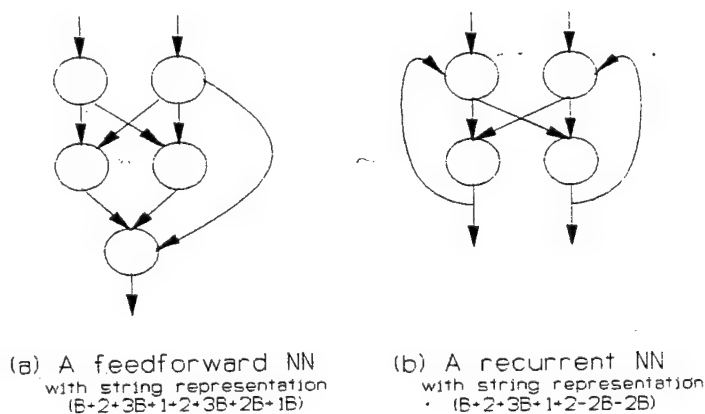 (a) A feedforward NN
with string representation
(B+2+3B+1+2+3B+2B+1B)
(b) A recurrent NN
with string representation
(B+2+3B+1+2-2B-2B)